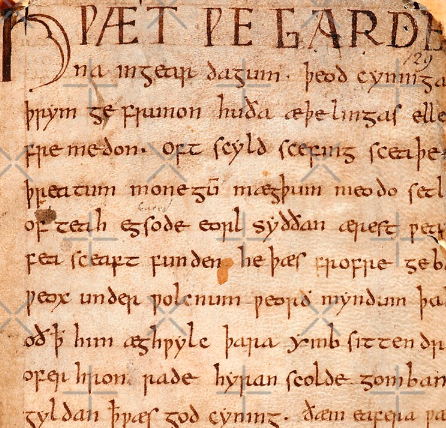 HǷÆT ǷE GARDE
na ingear dagum · þeod cyninga
þrym ge frunon huða æþelingas elle
fre medon. oft scyld scefing sceaþe
þreatum monegū mægþum meodo setl
of teah egsode eorl syððan ærest ƿear
fea sceaft funden he þæs frofre geb
ƿeox under ƿolcnum ƿeorð myndum þa
oð ꝥ him æghƿylc þara ymb sittendr
ofer hron rade hyran scolde gomban
gyldan ꝥ ƿæs god cyning. ðæm eafera ƿæ